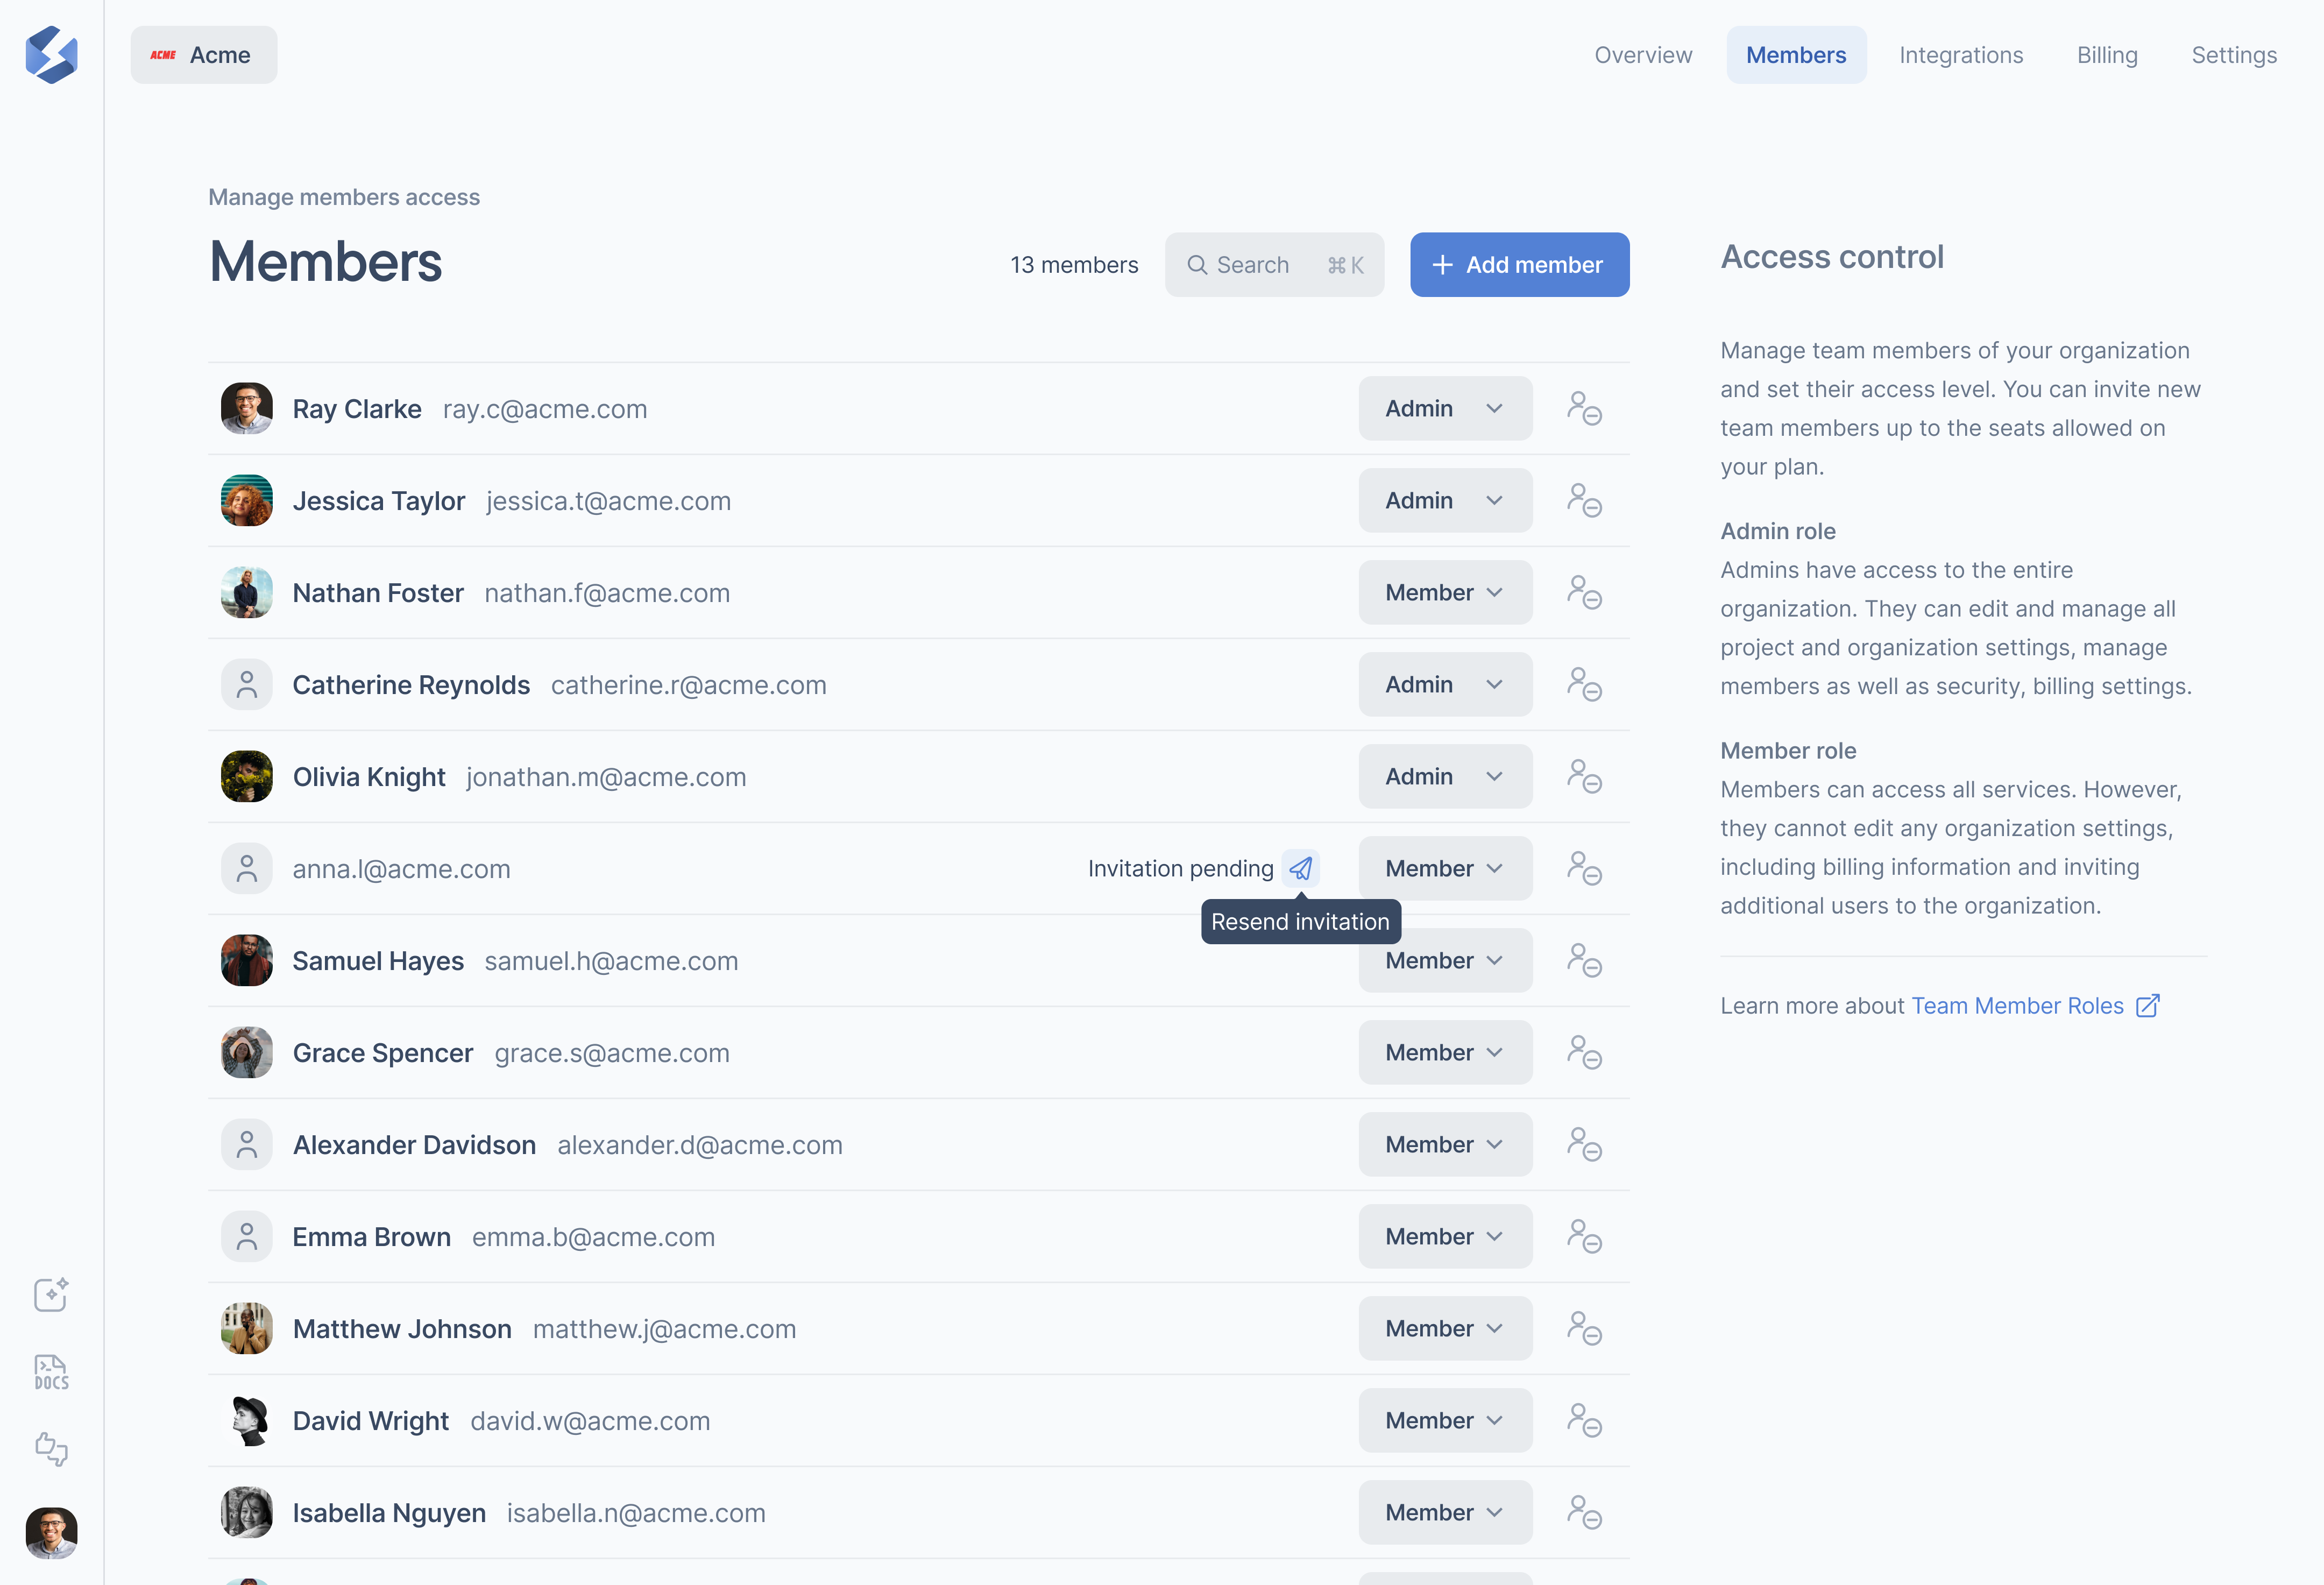 ACME Acme
Overview Members Integrations Billing Settings
Manage members access
Members
13 members Search ⌘K Add member
Ray Clarke ray.c@acme.com Admin
Jessica Taylor jessica.t@acme.com Admin
Nathan Foster nathan.f@acme.com Member
Catherine Reynolds catherine.r@acme.com Admin
Olivia Knight jonathan.m@acme.com Admin
anna.l@acme.com Invitation pending Member
Resend invitation
Samuel Hayes samuel.h@acme.com Member
Grace Spencer grace.s@acme.com Member
Alexander Davidson alexander.d@acme.com Member
Emma Brown emma.b@acme.com Member
Matthew Johnson matthew.j@acme.com Member
David Wright david.w@acme.com Member
Isabella Nguyen isabella.n@acme.com Member
Access control
Manage team members of your organization
and set their access level. You can invite new
team members up to the seats allowed on
your plan.
Admin role
Admins have access to the entire
organization. They can edit and manage all
project and organization settings, manage
members as well as security, billing settings.
Member role
Members can access all services. However,
they cannot edit any organization settings,
including billing information and inviting
additional users to the organization.
Learn more about Team Member Roles
DOCS